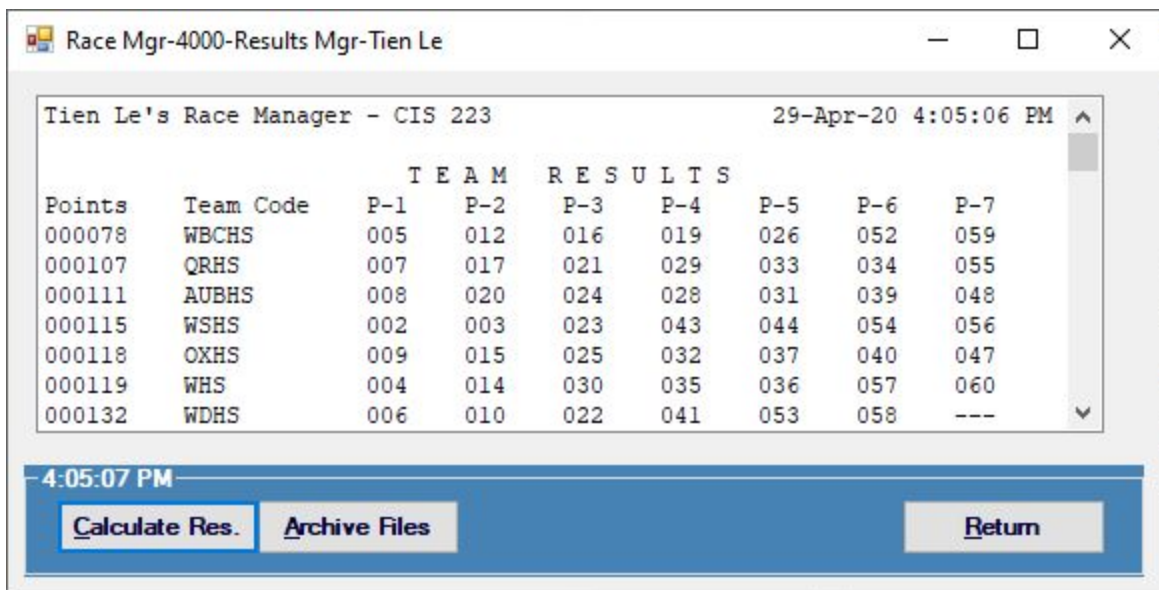 Race Mgr-4000-Results Mgr-Tien Le
Tien Le's Race Manager - CIS 223 29-Apr-20 4:05:06 PM
T E A M R E S U L T S
Points Team Code P-1 P-2 P-3 P-4 P-5 P-6 P-7
000078 WBCHS 005 012 016 019 026 052 059
000107 QRHS 007 017 021 029 033 034 055
000111 AUBHS 008 020 024 028 031 039 048
000115 WSHS 002 003 023 043 044 054 056
000118 OXHS 009 015 025 032 037 040 047
000119 WHS 004 014 030 035 036 057 060
000132 WDHS 006 010 022 041 053 058 ---
4:05:07 PM
Calculate Res. Archive Files Return